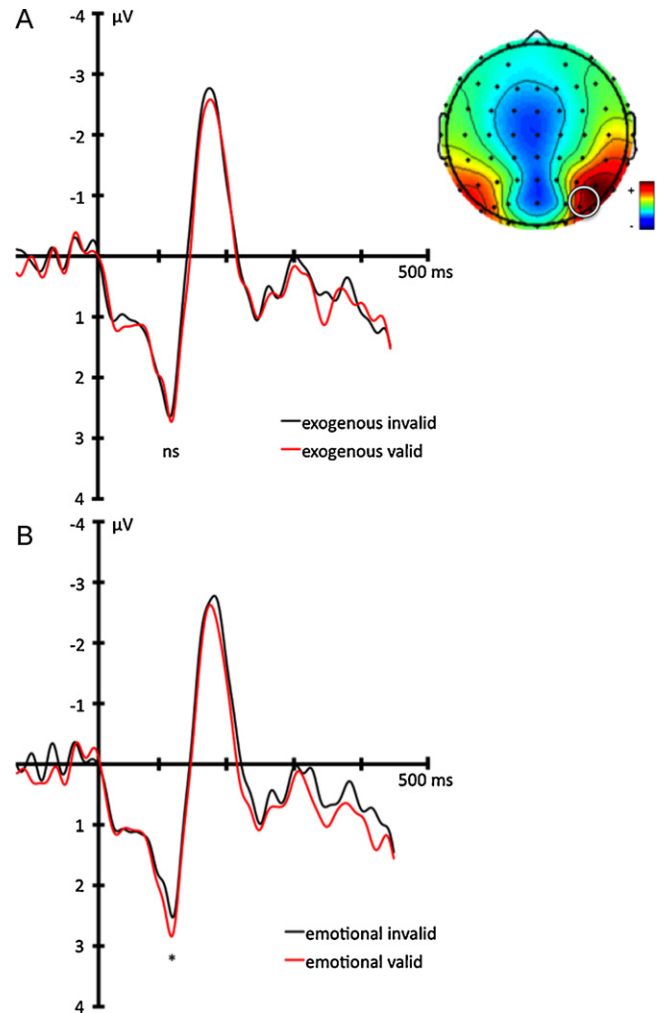 A
-4
µV
-3
-2
-1
+
-
500 ms
1
2
exogenous invalid
3
ns
exogenous valid
4
B
-4
µV
-3
-2
-1
500 ms
1
2
emotional invalid
3
*
emotional valid
4